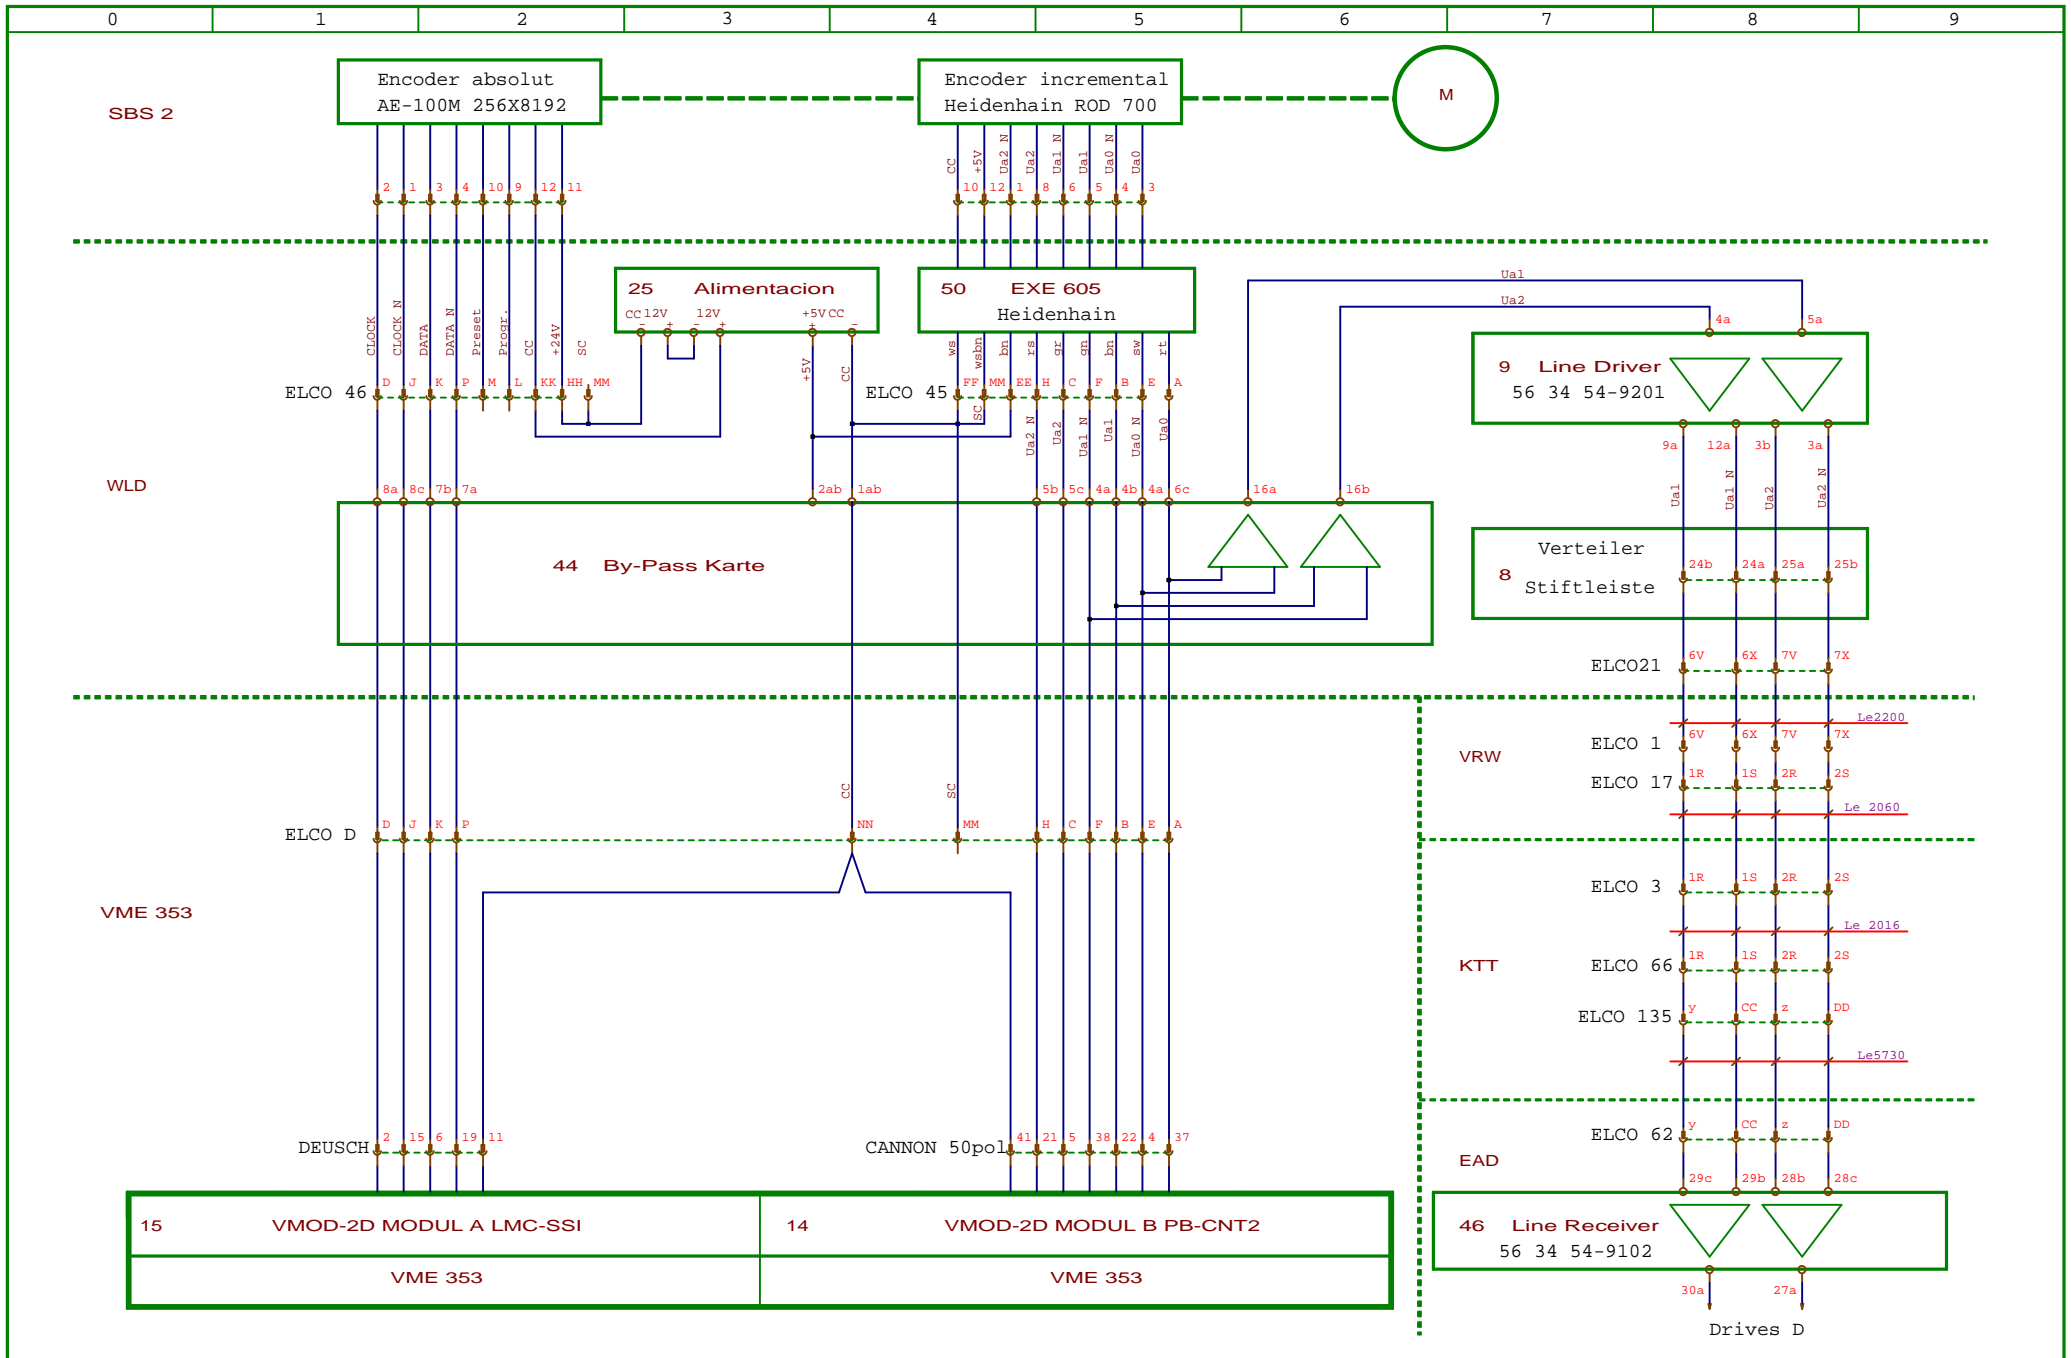 0 1 2 3 4 5 6 7 8 9
Encoder absolut
AE-100M 256X8192
Encoder incremental
Heidenhain ROD 700
M
SBS 2
CC +5V Ua2 N Ua2 Ua1 N Ua1 Ua0 N Ua0
2 1 3 4 10 9 12 11
10 12 1 8 6 5 4 3
25 Alimentacion
CC 12V 12V +5V CC
- + - + + -
50 EXE 605
Heidenhain
Ua1
Ua2
4a 5a
9 Line Driver
56 34 54-9201
CLOCK CLOCK N DATA DATA N Preset Progr. CC +24V SC
+5V CC
ws wsbn bn rs gr gn bn sw rt
ELCO 46 D J K P M L KK HH MM
ELCO 45 FF MM EE H C F B E A
SC Ua2 N Ua2 Ua1 N Ua1 Ua0 N Ua0
9a 12a 3b 3a
Ua1 Ua1 N Ua2 Ua2 N
WLD
8a 8c 7b 7a 2ab 1ab 5b 5c 4a 4b 4a 6c 16a 16b
44 By-Pass Karte
Verteiler
8
Stiftleiste
24b 24a 25a 25b
ELCO21 6V 6X 7V 7X
Le2200
VRW
ELCO 1 6V 6X 7V 7X
ELCO 17 1R 1S 2R 2S
Le 2060
CC SC
ELCO D D J K P NN MM H C F B E A
VME 353
ELCO 3 1R 1S 2R 2S
Le 2016
KTT
ELCO 66 1R 1S 2R 2S
ELCO 135 y CC z DD
Le5730
DEUSCH 2 15 6 19 11
CANNON 50pol 41 21 5 38 22 4 37
ELCO 62 y CC z DD
EAD
29c 29b 28b 28c
15 VMOD-2D MODUL A LMC-SSI
14 VMOD-2D MODUL B PB-CNT2
VME 353
VME 353
46 Line Receiver
56 34 54-9102
30a 27a
Drives D